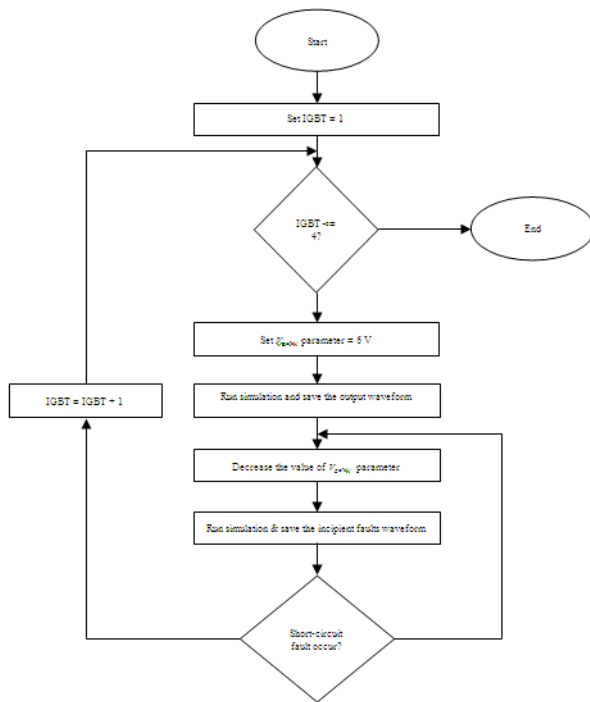 Start
Set IGBT = 1
IGBT <=
4?
End
Set parameter = 6 V
IGBT = IGBT + 1
Run simulation and save the output waveform
Decrease the value of parameter
Run simulation & save the incipient faults waveform
Short-circuit
fault occur?